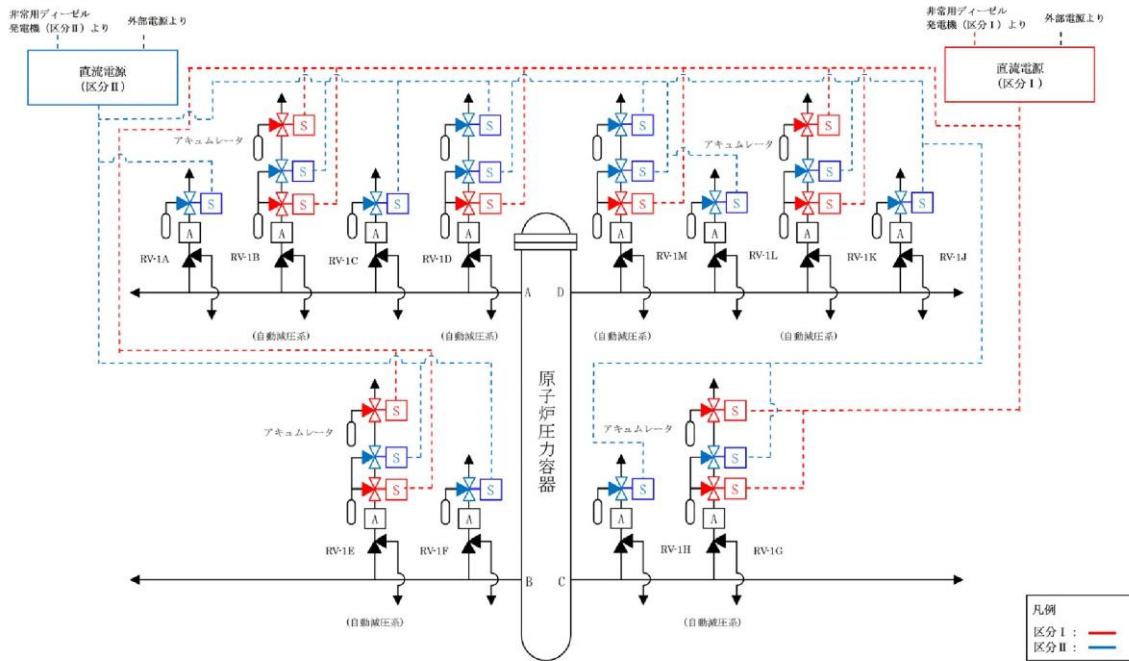 非常用ディーゼル
発電機（区分Ⅱ）より
外部電源より
直流電源
（区分Ⅱ）
非常用ディーゼル
発電機（区分Ⅰ）より
外部電源より
直流電源
（区分Ⅰ）
アキュムレータ
S
S
S
S
S
S
アキュムレータ
S
S
S
S
S
S
S
S
S
S
A
A
A
A
A
A
A
A
RV-1A
RV-1B
RV-1C
RV-1D
RV-1M
RV-1L
RV-1K
RV-1J
A
D
(自動減圧系)
(自動減圧系)
(自動減圧系)
(自動減圧系)
原子炉圧力容器
アキュムレータ
S
S
S
S
アキュムレータ
S
S
S
S
A
A
A
A
RV-1E
RV-1F
RV-1H
RV-1G
B
C
(自動減圧系)
(自動減圧系)
凡例
区分Ⅰ：
区分Ⅱ：